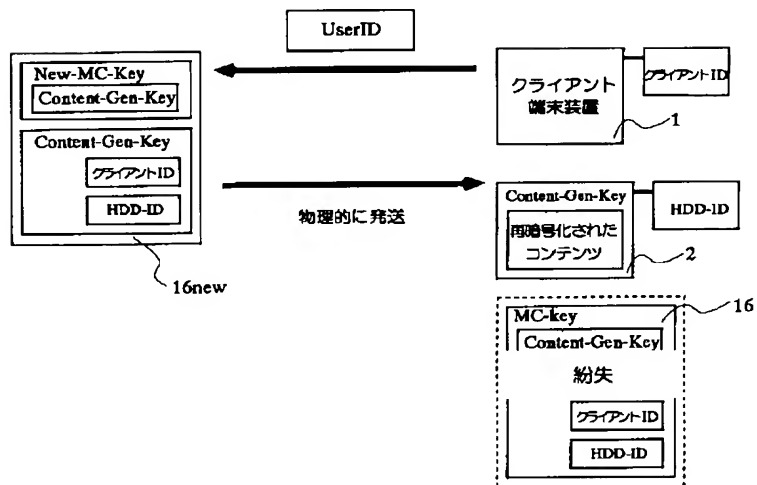 UserID
New-MC-Key
Content-Gen-Key
Content-Gen-Key
クライアントID
HDD-ID
16new
物理的に発送
クライアント
端末装置
クライアントID
1
Content-Gen-Key
再暗号化された
コンテンツ
HDD-ID
2
MC-key
16
Content-Gen-Key
紛失
クライアントID
HDD-ID